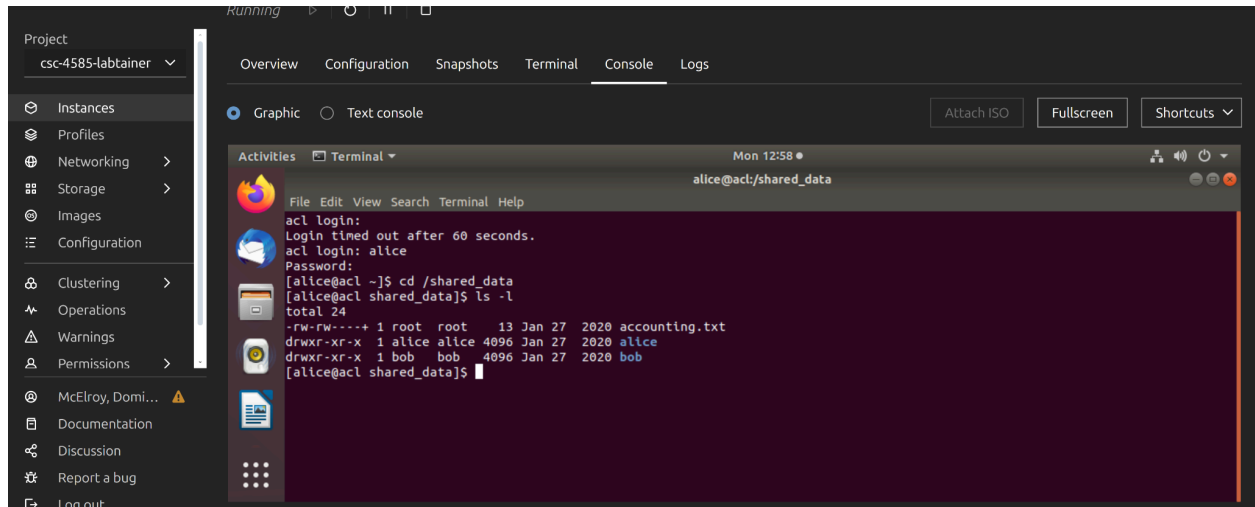 Running
Project
csc-4585-labtainer
Overview Configuration Snapshots Terminal Console Logs
Instances
Profiles
Networking
Storage
Images
Configuration
Clustering
Operations
Warnings
Permissions
McElroy, Domi...
Documentation
Discussion
Report a bug
Log out
Graphic Text console
Attach ISO Fullscreen Shortcuts
Activities Terminal Mon 12:58
alice@acl:/shared_data
File Edit View Search Terminal Help
acl login:
Login timed out after 60 seconds.
acl login: alice
Password:
[alice@acl ~]$ cd /shared_data
[alice@acl shared_data]$ ls -l
total 24
-rw-rw----+ 1 root  root    13 Jan 27  2020 accounting.txt
drwxr-xr-x  1 alice alice 4096 Jan 27  2020 alice
drwxr-xr-x  1 bob   bob   4096 Jan 27  2020 bob
[alice@acl shared_data]$